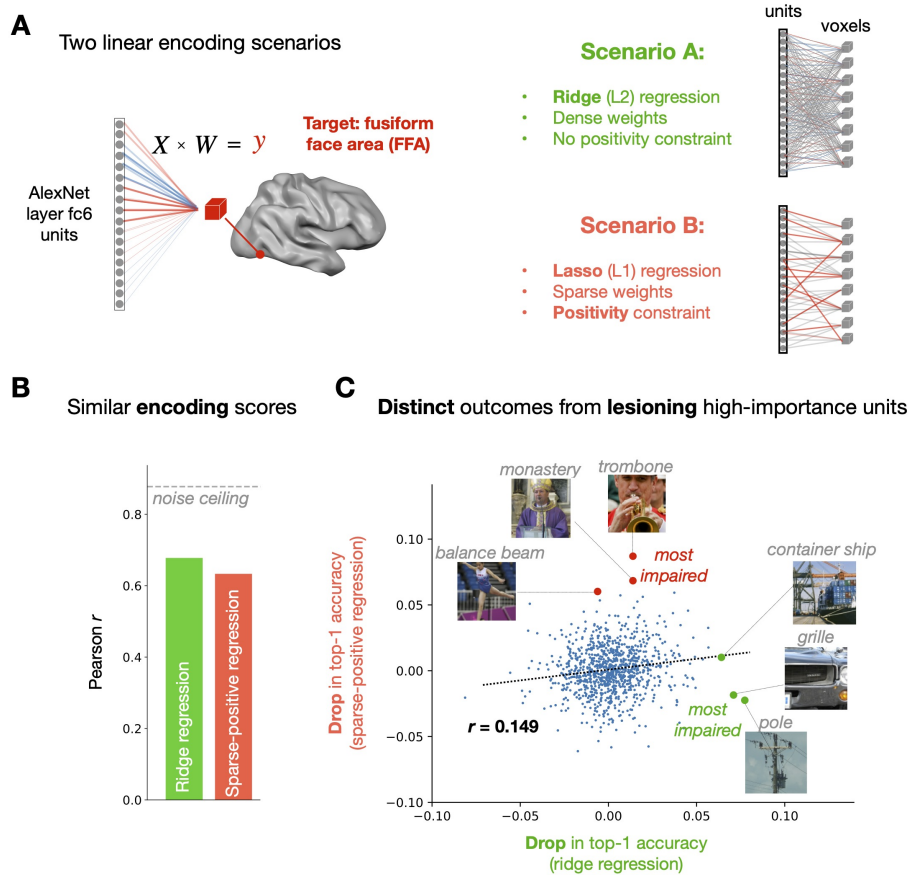 A
Two linear encoding scenarios
X × W = y
Target: fusiform
face area (FFA)
AlexNet
layer fc6
units
Scenario A:
• Ridge (L2) regression
• Dense weights
• No positivity constraint
units
voxels
Scenario B:
• Lasso (L1) regression
• Sparse weights
• Positivity constraint
B
Similar encoding scores
noise ceiling
0.8
0.6
0.4
0.2
0.0
Pearson r
Ridge regression
Sparse-positive regression
C
Distinct outcomes from lesioning high-importance units
monastery
trombone
balance beam
most
impaired
container ship
grille
most
impaired
pole
r = 0.149
0.10
0.05
0.00
−0.05
−0.10
−0.10
−0.05
0.00
0.05
0.10
Drop in top-1 accuracy
(sparse-positive regression)
Drop in top-1 accuracy
(ridge regression)